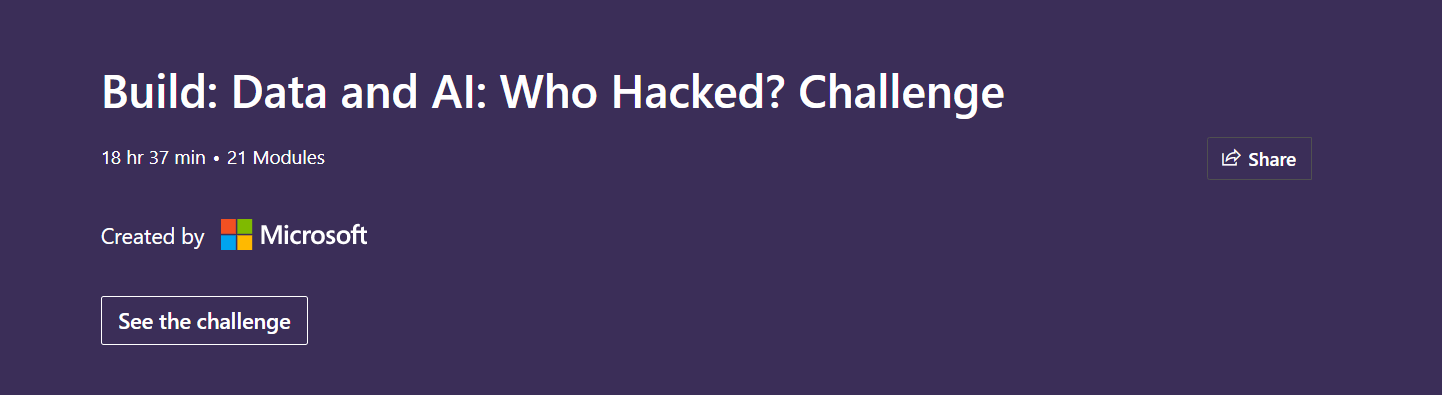 Build: Data and AI: Who Hacked? Challenge
18 hr 37 min • 21 Modules
Share
Created by Microsoft
See the challenge